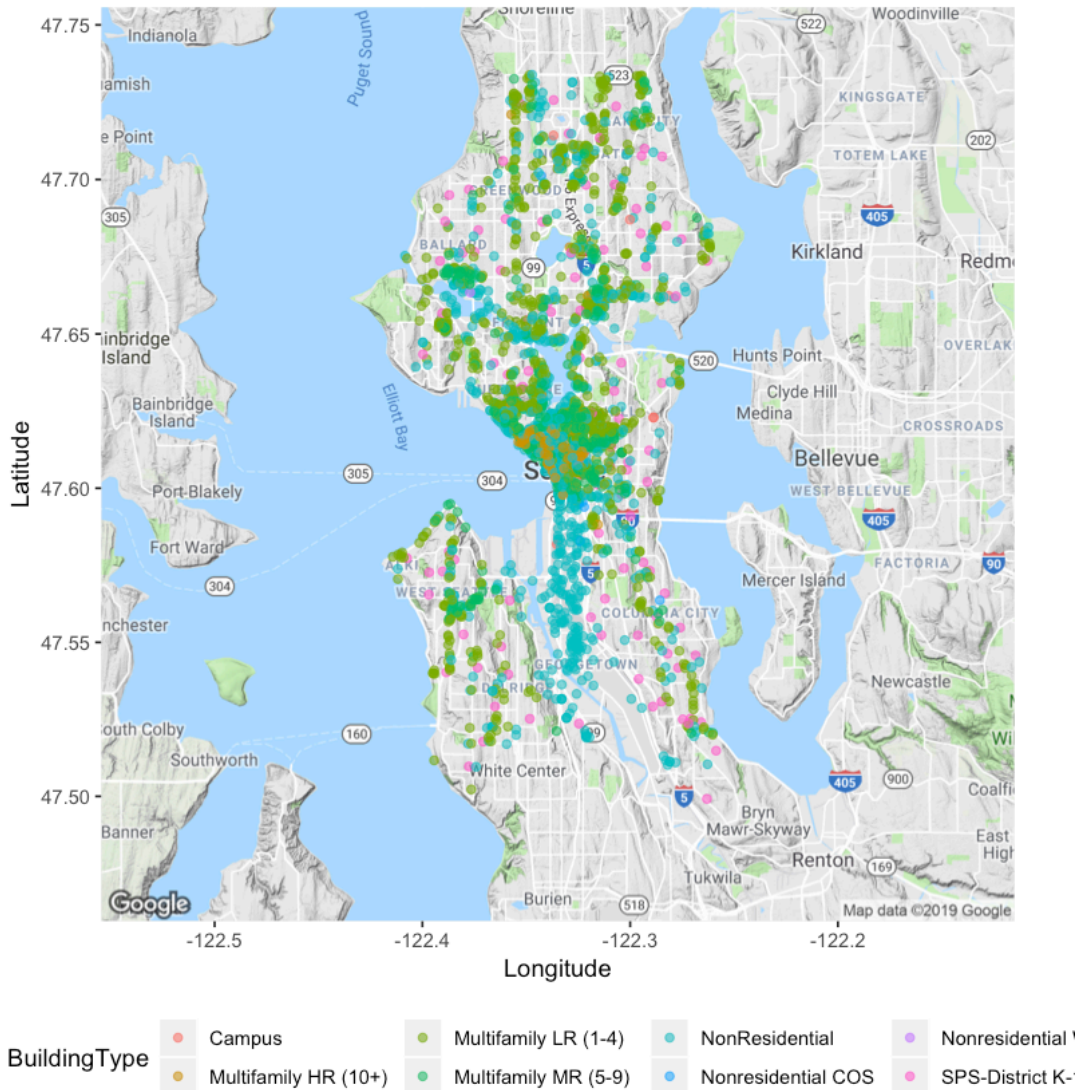 47.75
47.70
47.65
47.60
47.55
47.50
Latitude
Shoreline
Woodinville
522
Indianola
Puget Sound
523
KINGSGATE
202
TOTEM LAKE
e Point
GREENWOOD
305
405
BALLARD
Kirkland
99
5
Redm
inbridge
Island
OVERLAK
520
Hunts Point
Clyde Hill
Medina
Bainbridge
Island
Elliott Bay
CROSSROADS
305
304
Bellevue
Port Blakely
WEST BELLEVUE
90
405
Fort Ward
ALKI
5
FACTORIA
90
304
WEST SEATTLE
Mercer Island
nchester
COLUMBIA CITY
GEORGETOWN
Newcastle
outh Colby
160
99
Southworth
White Center
900
405
Coalfi
5
Bryn
Mawr-Skyway
Banner
East
High
Renton
169
Tukwila
Google
Burien
518
Map data ©2019 Google
-122.5
-122.4
-122.3
-122.2
Longitude
BuildingType
Campus
Multifamily LR (1-4)
NonResidential
Nonresidential
Multifamily HR (10+)
Multifamily MR (5-9)
Nonresidential COS
SPS-District K-